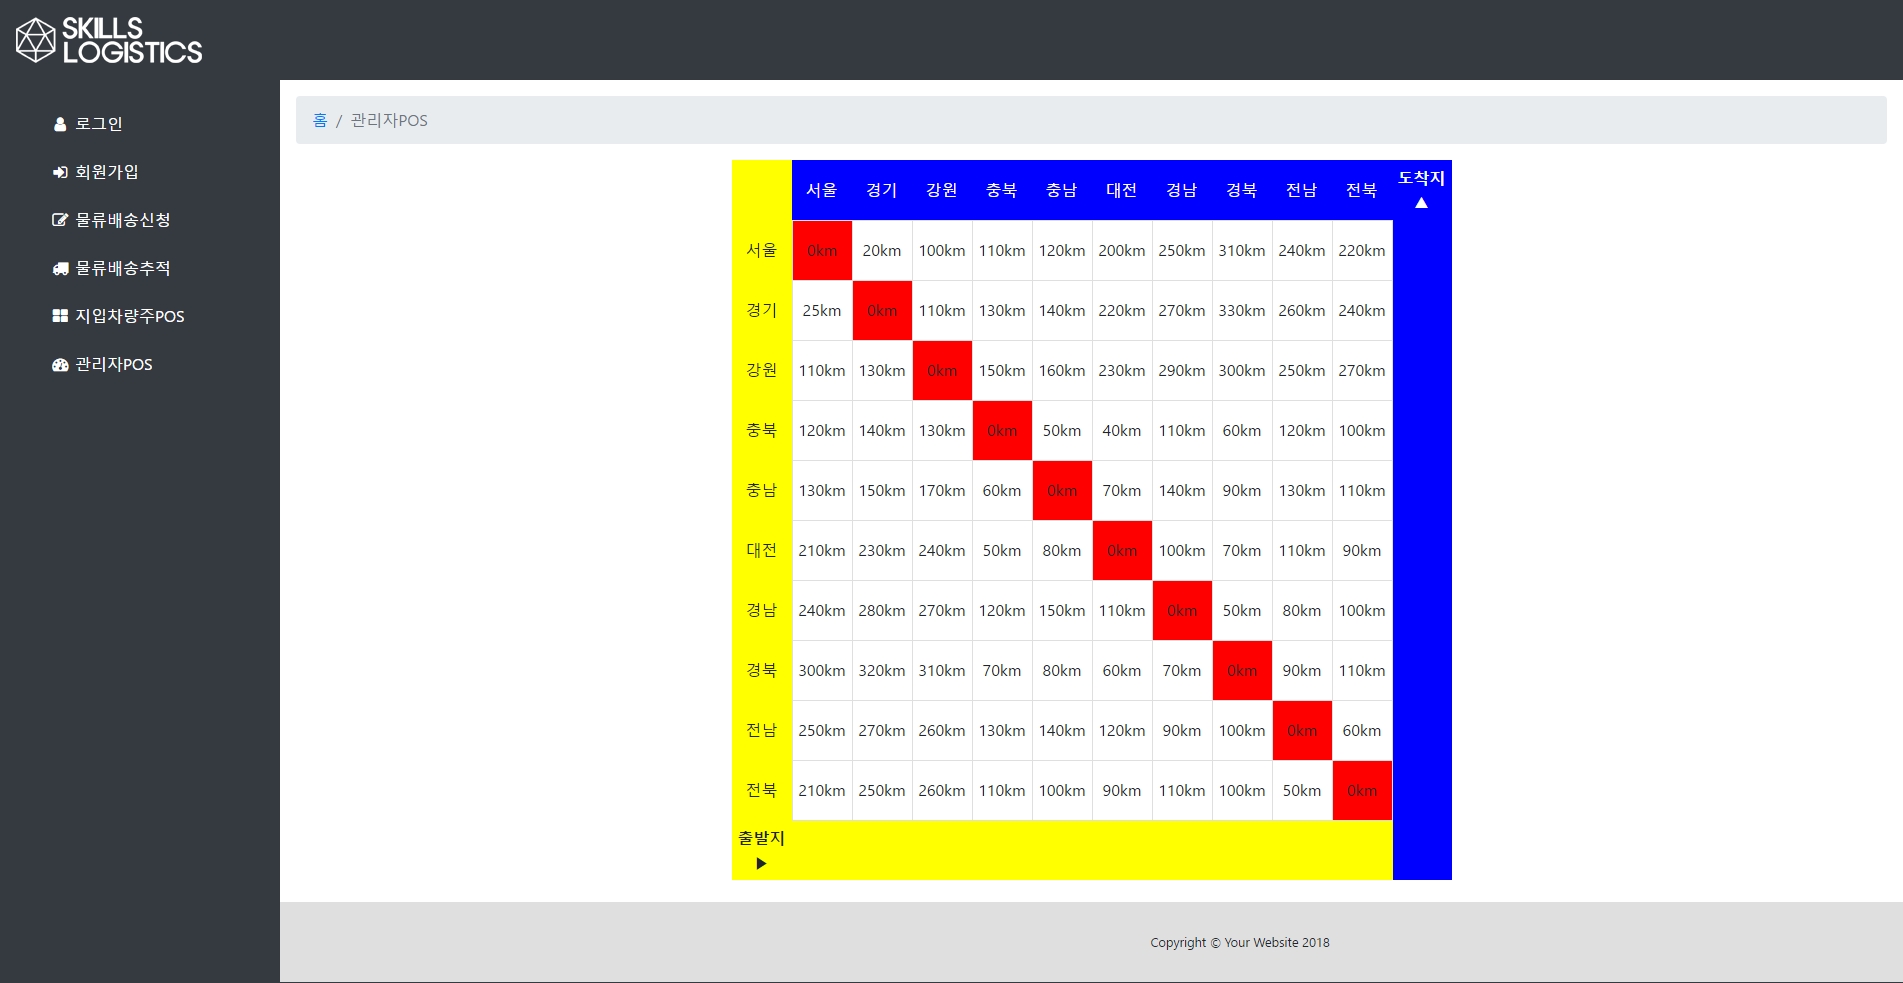 SKILLS
LOGISTICS
로그인
회원가입
물류배송신청
물류배송추적
지입차량주POS
관리자POS
홈 / 관리자POS
서울 경기 강원 충북 충남 대전 경남 경북 전남 전북 도착지
▲
서울 0km 20km 100km 110km 120km 200km 250km 310km 240km 220km
경기 25km 0km 110km 130km 140km 220km 270km 330km 260km 240km
강원 110km 130km 0km 150km 160km 230km 290km 300km 250km 270km
충북 120km 140km 130km 0km 50km 40km 110km 60km 120km 100km
충남 130km 150km 170km 60km 0km 70km 140km 90km 130km 110km
대전 210km 230km 240km 50km 80km 0km 100km 70km 110km 90km
경남 240km 280km 270km 120km 150km 110km 0km 50km 80km 100km
경북 300km 320km 310km 70km 80km 60km 70km 0km 90km 110km
전남 250km 270km 260km 130km 140km 120km 90km 100km 0km 60km
전북 210km 250km 260km 110km 100km 90km 110km 100km 50km 0km
출발지
▶
Copyright © Your Website 2018